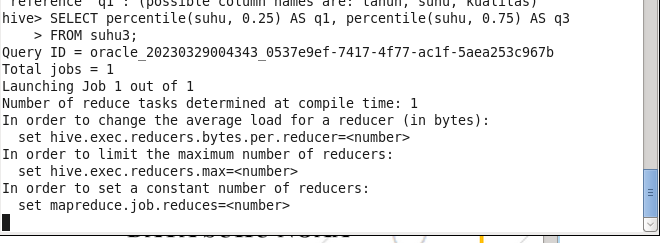 reference 'q1': (possible column names are: tahun, suhu, kualitas)
hive> SELECT percentile(suhu, 0.25) AS q1, percentile(suhu, 0.75) AS q3
    > FROM suhu3;
Query ID = oracle_20230329004343_0537e9ef-7417-4f77-ac1f-5aea253c967b
Total jobs = 1
Launching Job 1 out of 1
Number of reduce tasks determined at compile time: 1
In order to change the average load for a reducer (in bytes):
  set hive.exec.reducers.bytes.per.reducer=<number>
In order to limit the maximum number of reducers:
  set hive.exec.reducers.max=<number>
In order to set a constant number of reducers:
  set mapreduce.job.reduces=<number>